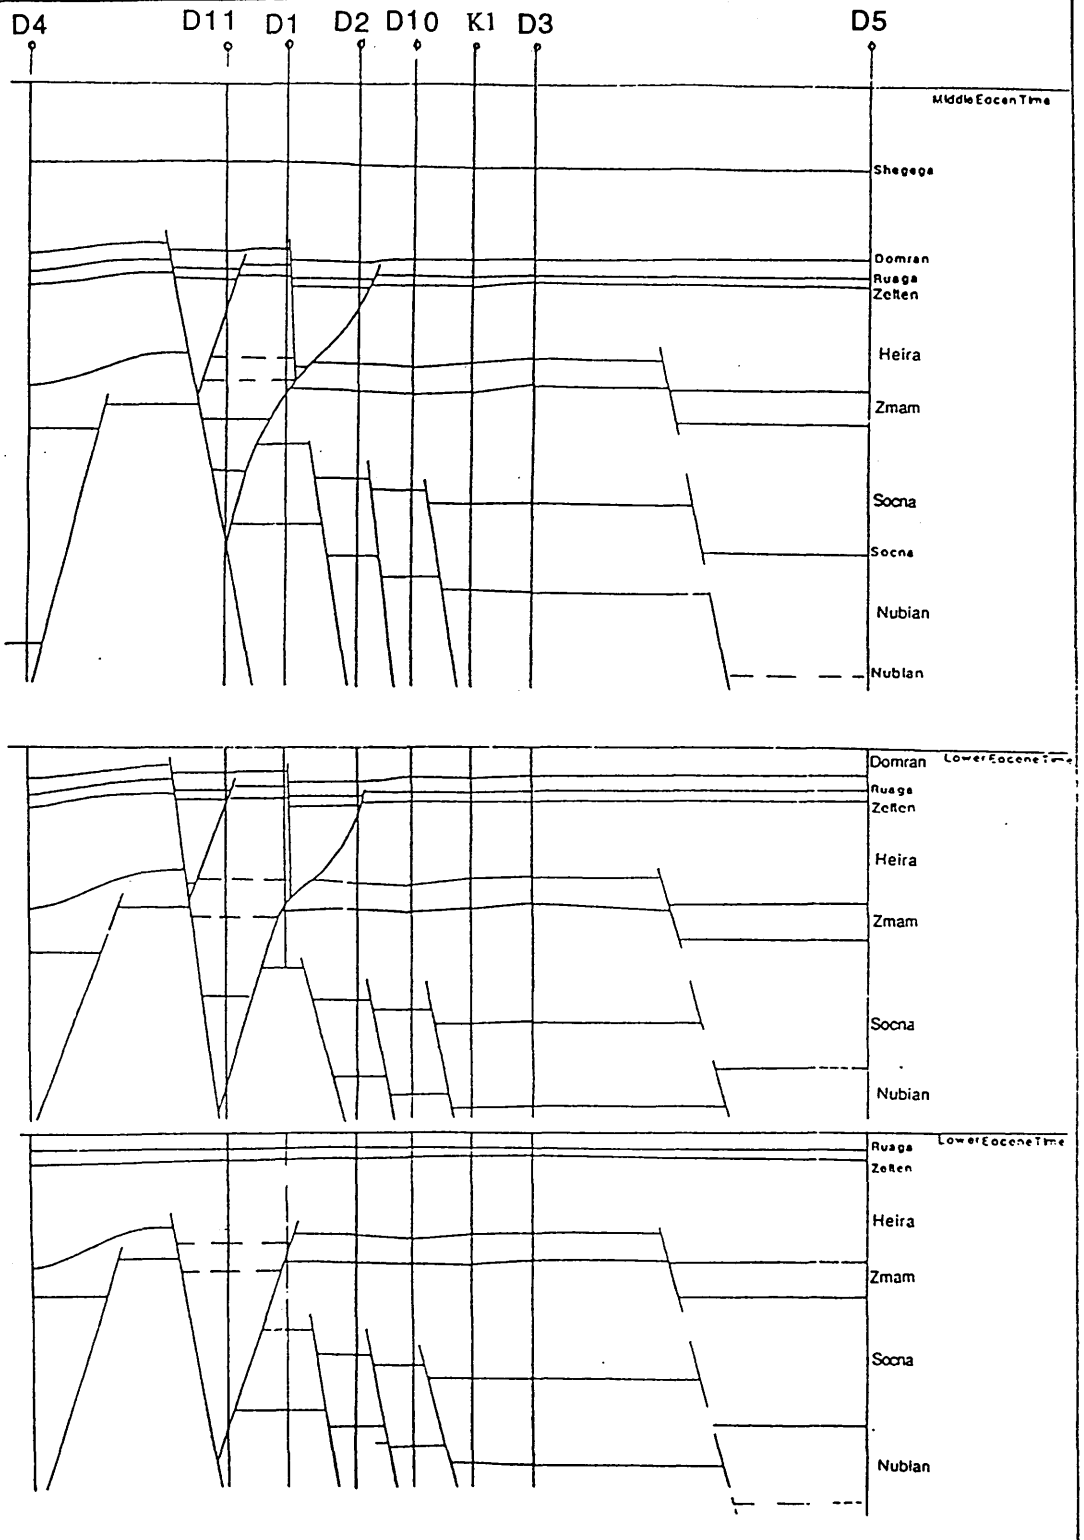 D4 D11 D1 D2 D10 K1 D3 D5
Middle Eocen Time
Shegega
Domran
Ruaga
Zelten
Heira
Zmam
Socna
Socna
Nubian
Nubian
Domran Lower Eocene Time
Ruaga
Zelten
Heira
Zmam
Socna
Nubian
Lower Eocene Time
Ruaga
Zelten
Heira
Zmam
Socna
Nubian